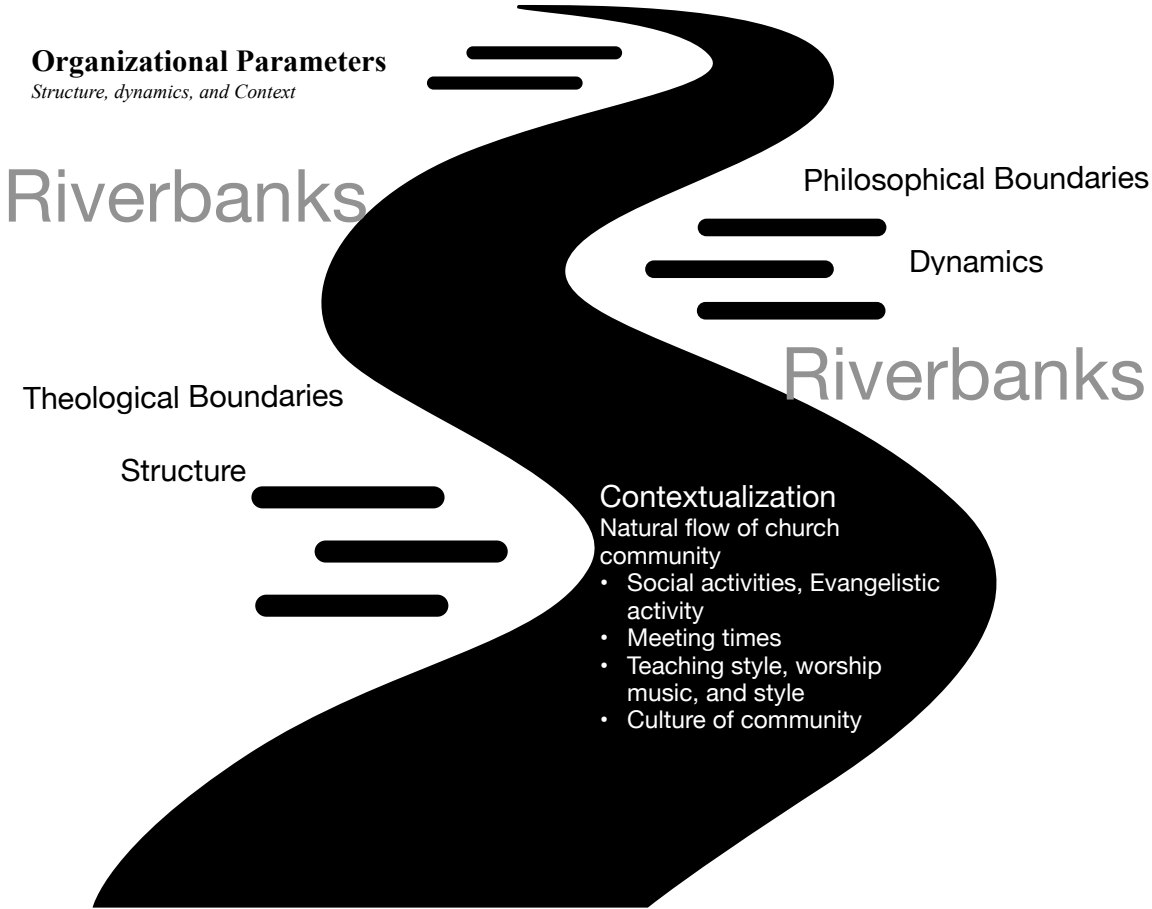 Organizational Parameters
Structure, dynamics, and Context
Riverbanks
Philosophical Boundaries
Dynamics
Riverbanks
Theological Boundaries
Structure
Contextualization
Natural flow of church
community
• Social activities, Evangelistic
activity
• Meeting times
• Teaching style, worship
music, and style
• Culture of community